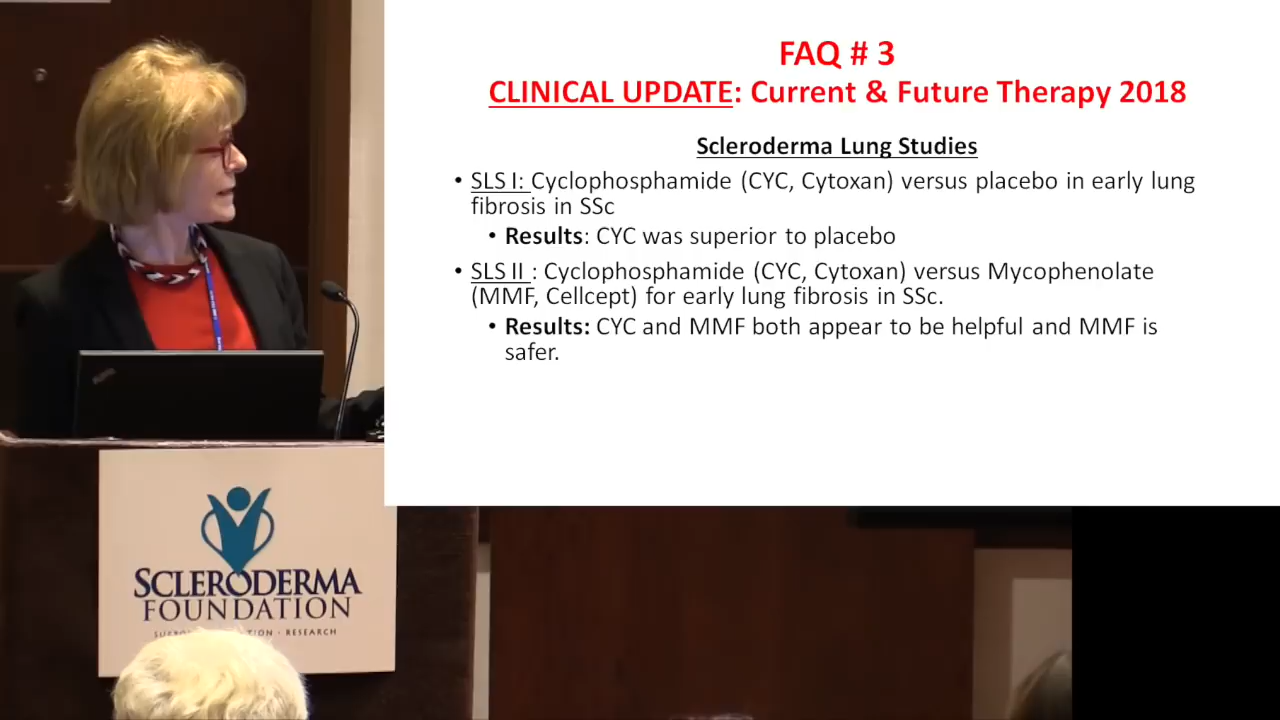 FAQ # 3
CLINICAL UPDATE: Current & Future Therapy 2018
Scleroderma Lung Studies
• SLS I: Cyclophosphamide (CYC, Cytoxan) versus placebo in early lung
fibrosis in SSc
• Results: CYC was superior to placebo
• SLS II : Cyclophosphamide (CYC, Cytoxan) versus Mycophenolate
(MMF, Cellcept) for early lung fibrosis in SSc.
• Results: CYC and MMF both appear to be helpful and MMF is
safer.
SCLERODERMA
FOUNDATION
RESEARCH